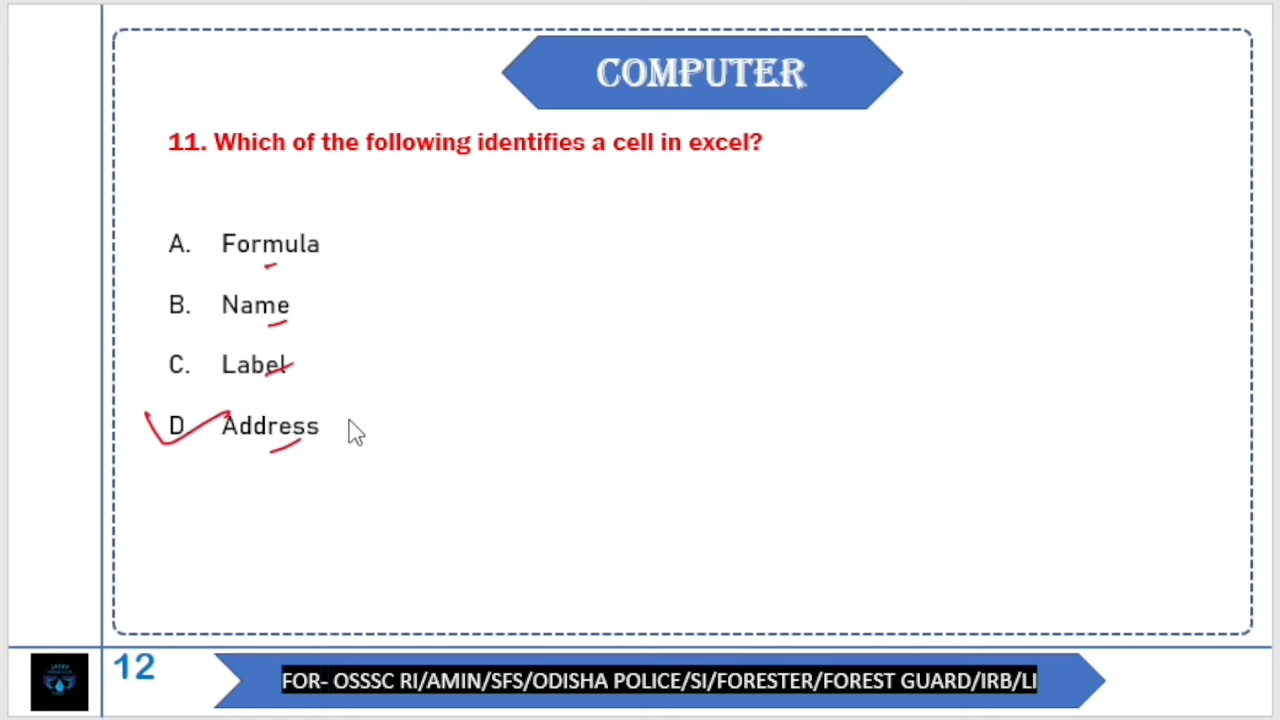 COMPUTER
11. Which of the following identifies a cell in excel?
A. Formula
B. Name
C. Label
D Address
12
FOR- OSSSC RI/AMIN/SFS/ODISHA POLICE/SI/FORESTER/FOREST GUARD/IRB/LI